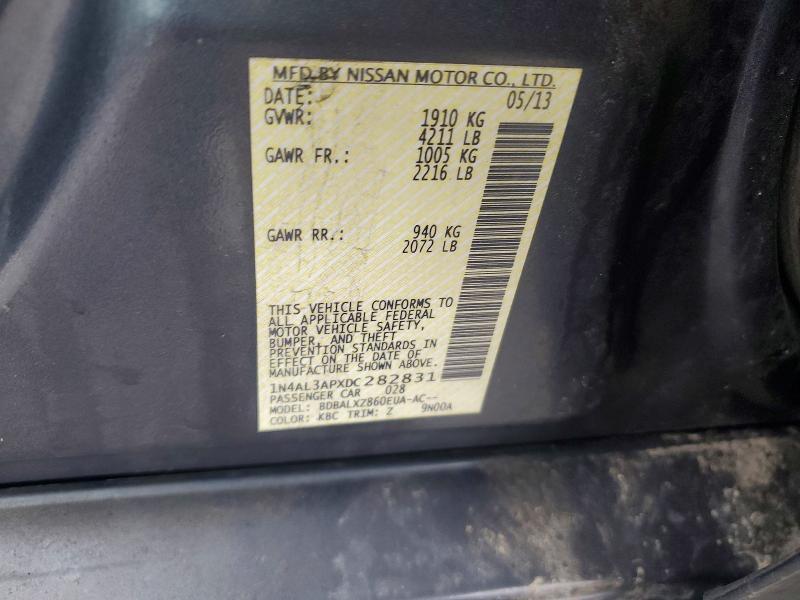 MFD BY NISSAN MOTOR CO., LTD.
DATE: 05/13
GVWR: 1910 KG
4211 LB
GAWR FR.: 1005 KG
2216 LB
GAWR RR.: 940 KG
2072 LB
THIS VEHICLE CONFORMS TO
ALL APPLICABLE FEDERAL
MOTOR VEHICLE SAFETY,
BUMPER, AND THEFT
PREVENTION STANDARDS IN
EFFECT ON THE DATE OF
MANUFACTURE SHOWN ABOVE.
1N4AL3APXDC282831
PASSENGER CAR 028
MODEL: BDBALXZ860EUA-AC--
COLOR: KBC TRIM: Z 9N00A